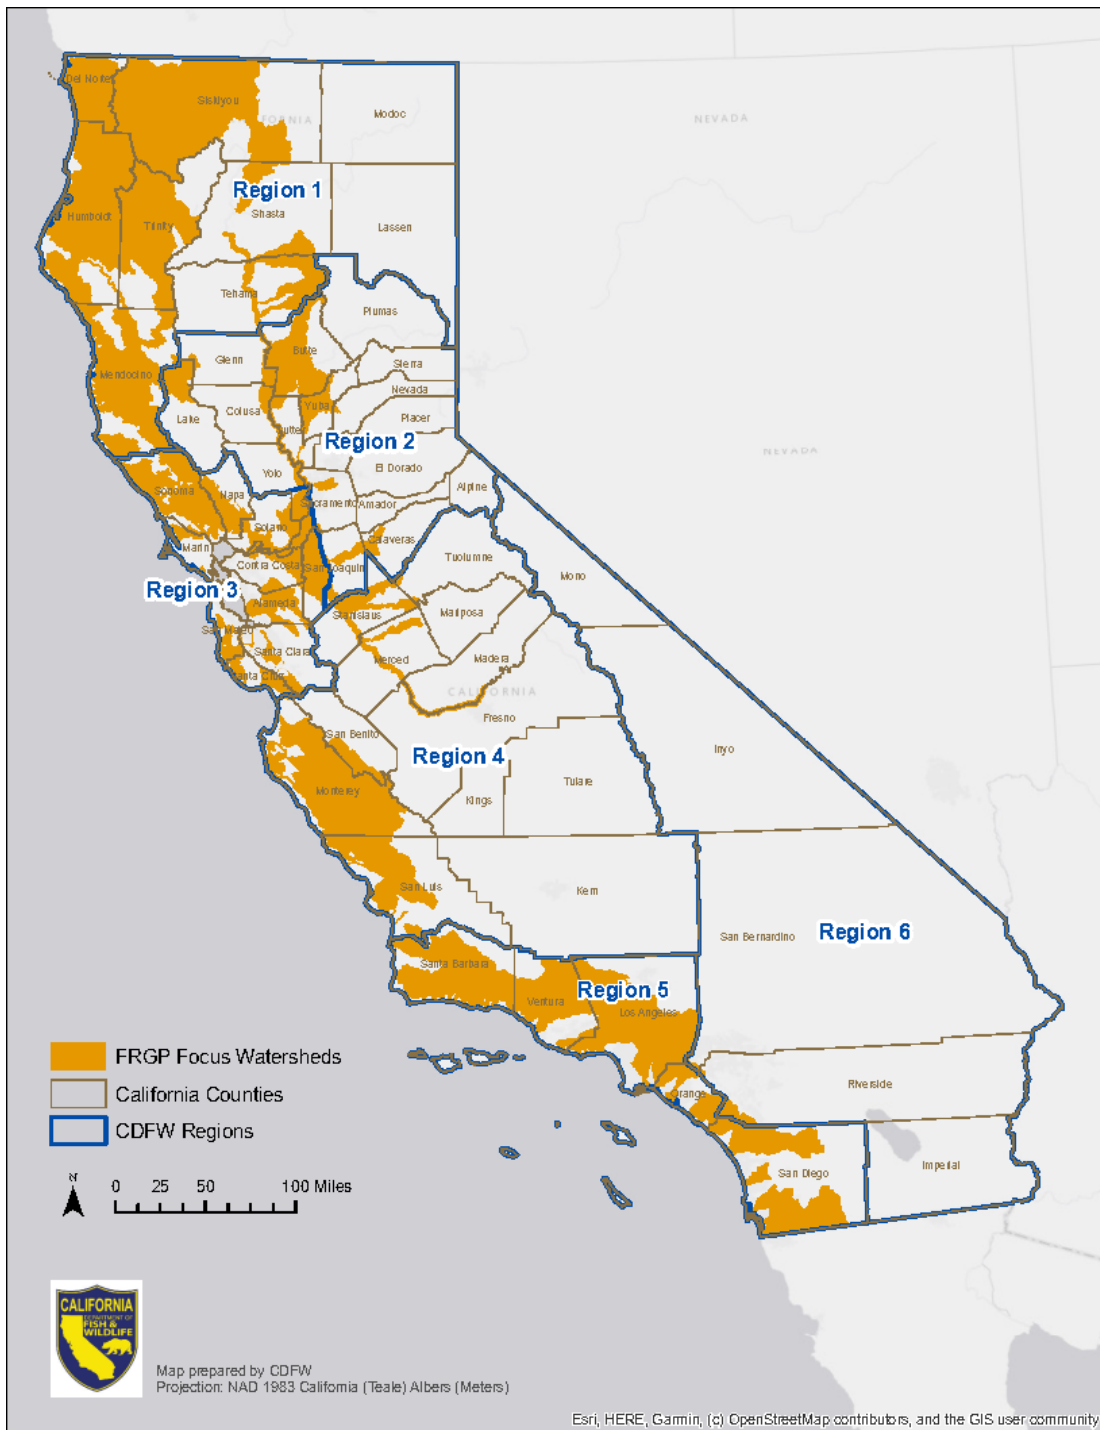 Del Norte
Siskiyou
Modoc
CALIFORNIA
NEVADA
Region 1
Shasta
Humboldt
Trinity
Lassen
Tehama
Plumas
Butte
Glenn
Sierra
Mendocino
Nevada
Yuba
Placer
Lake
Colusa
Sutter
Region 2
NEVADA
Yolo
El Dorado
Alpine
Sonoma
Napa
Sacramento
Amador
Solano
Calaveras
Marin
Tuolumne
Contra Costa
San Joaquin
Mono
Region 3
Alameda
Stanislaus
Mariposa
San Mateo
Santa Clara
Merced
Madera
Santa Cruz
CALIFORNIA
Fresno
San Benito
Region 4
Inyo
Monterey
Kings
Tulare
San Luis
Kern
San Bernardino
Region 6
Santa Barbara
Ventura
Region 5
Los Angeles
Orange
Riverside
San Diego
Imperial
FRGP Focus Watersheds
California Counties
CDFW Regions
N
0 25 50 100 Miles
CALIFORNIA
DEPARTMENT OF
FISH &
WILDLIFE
Map prepared by CDFW
Projection: NAD 1983 California (Teale) Albers (Meters)
Esri, HERE, Garmin, (c) OpenStreetMap contributors, and the GIS user community